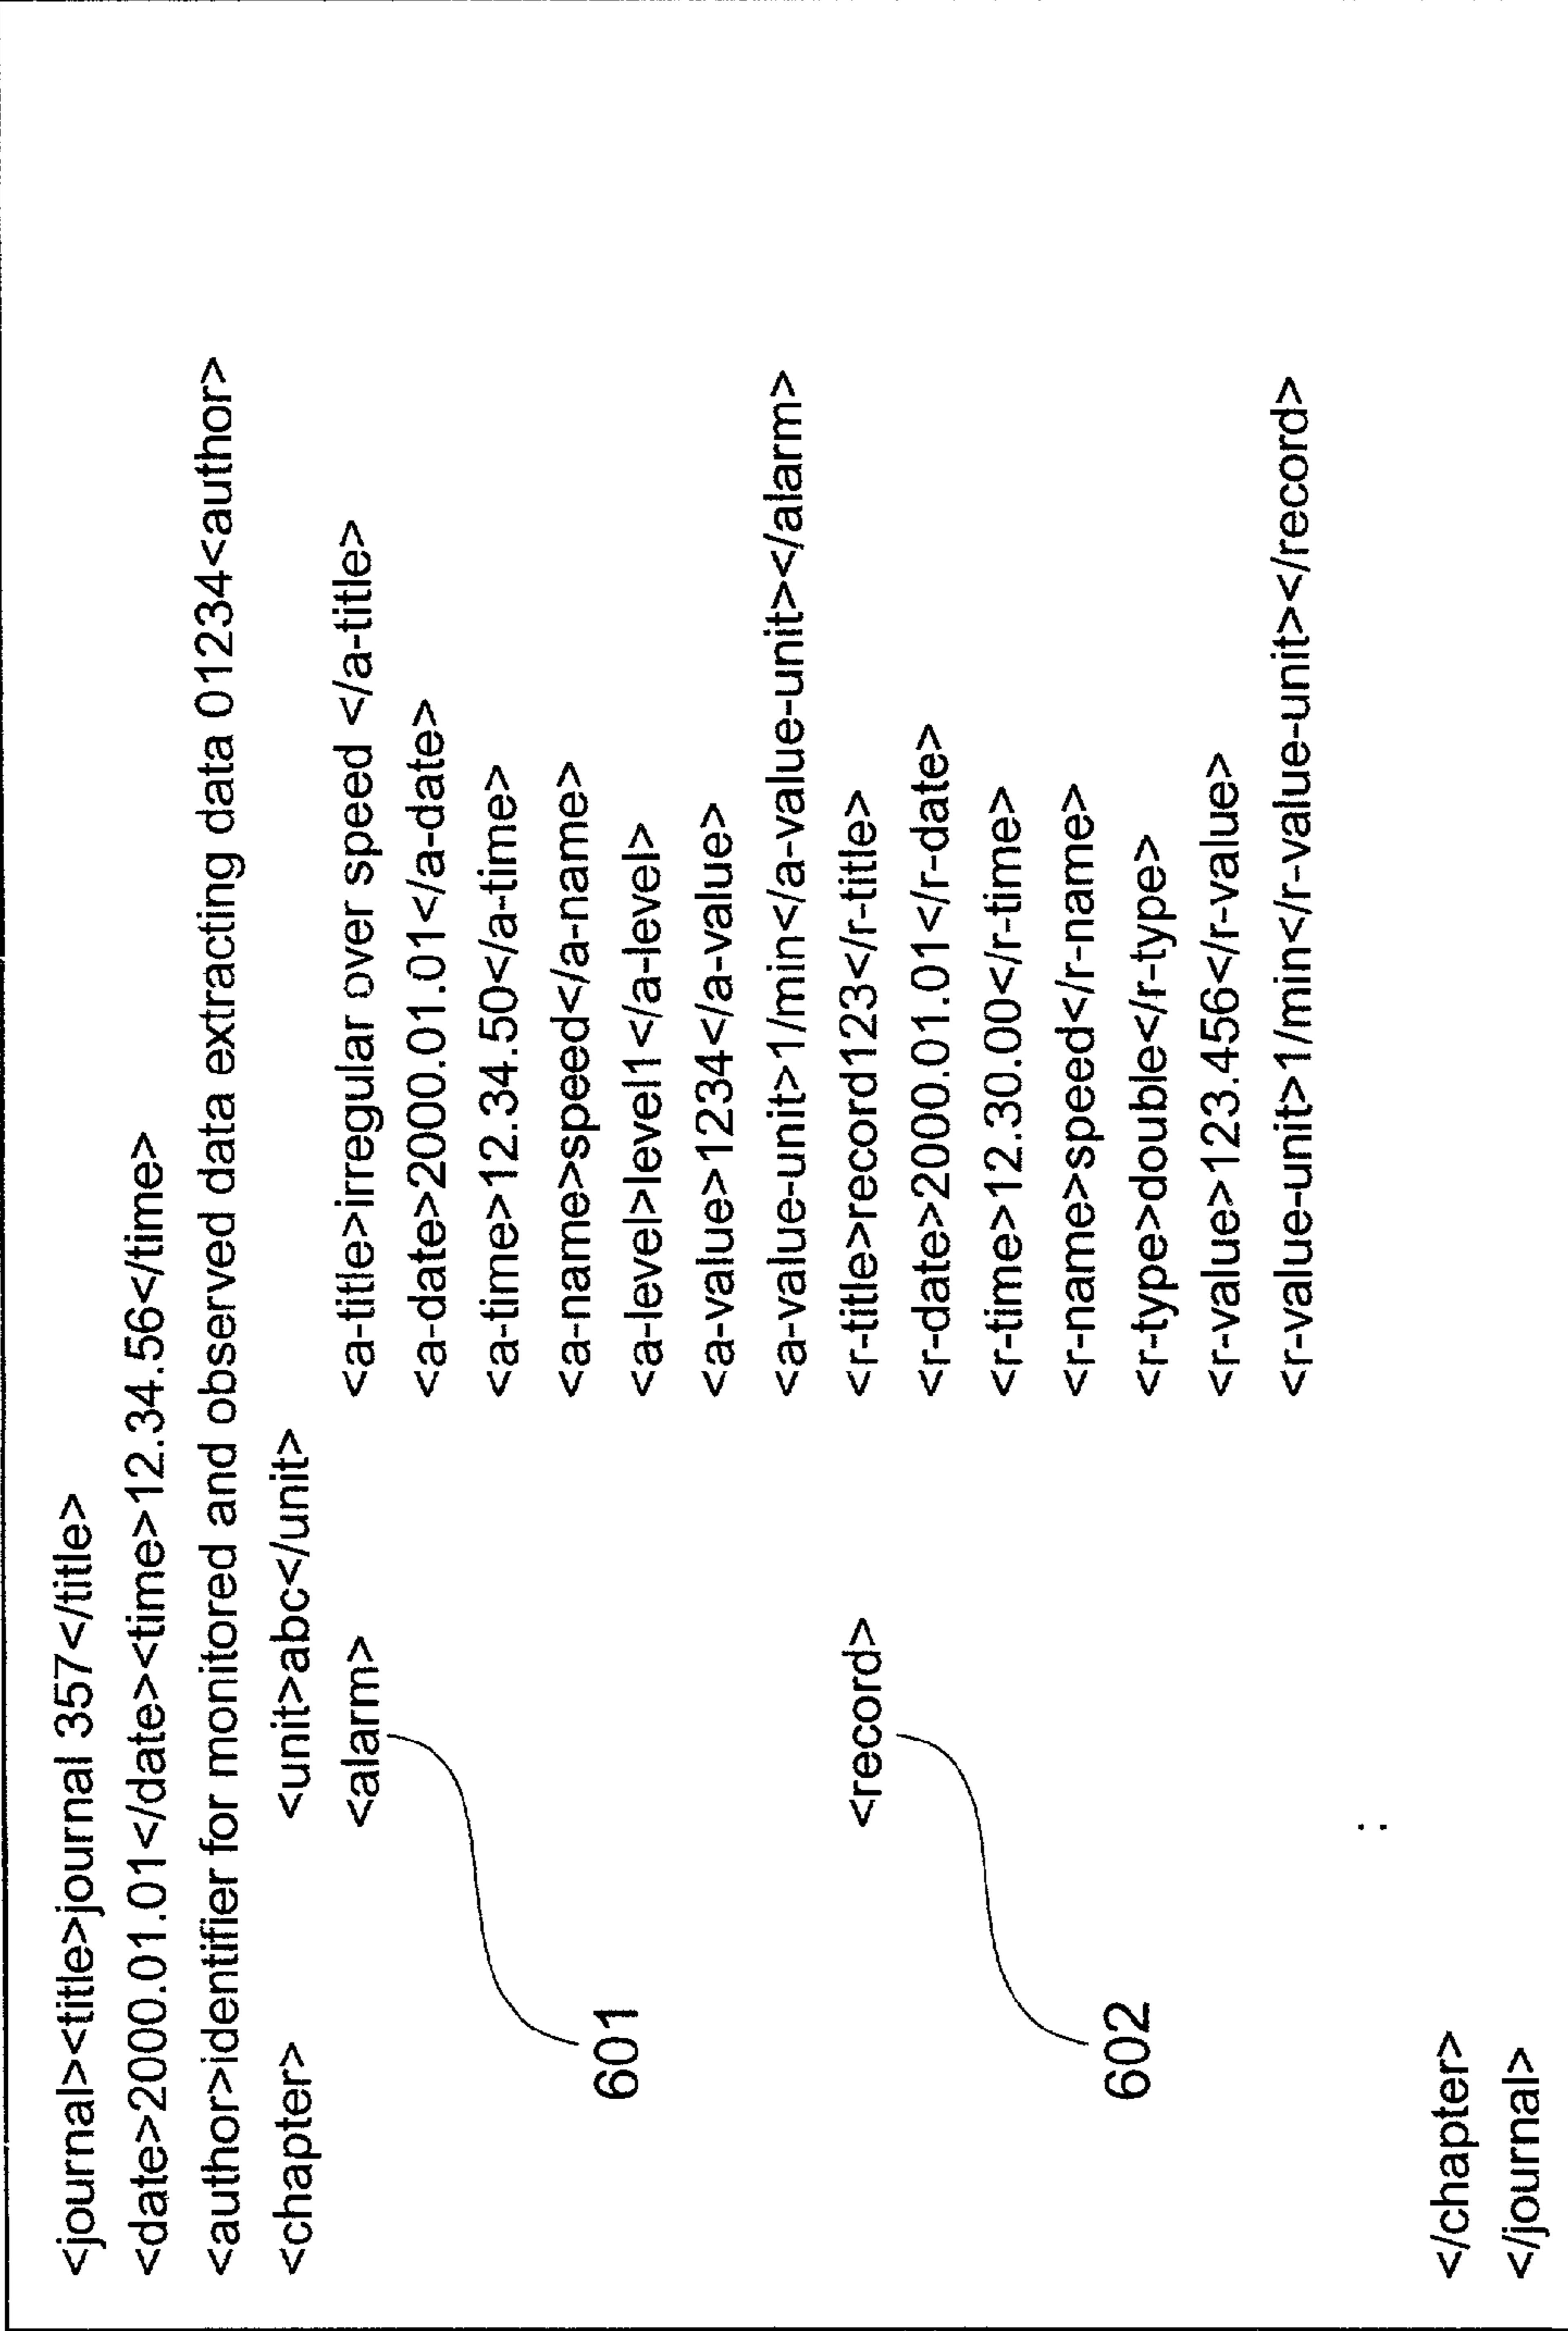 <journal><title>journal 357</title>
<date>2000.01.01</date><time>12.34.56</time>
<author>identifier for monitored and observed data extracting data 01234<author>
<chapter> <unit>abc</unit>
<alarm> <a-title>irregular over speed </a-title>
<a-date>2000.01.01</a-date>
<a-time>12.34.50</a-time>
<a-name>speed</a-name>
601
<a-level>level1</a-level>
<a-value>1234</a-value>
<a-value-unit>1/min</a-value-unit></alarm>
<record> <r-title>record123</r-title>
<r-date>2000.01.01</r-date>
<r-time>12.30.00</r-time>
<r-name>speed</r-name>
602
<r-type>double</r-type>
<r-value>123.456</r-value>
<r-value-unit>1/min</r-value-unit></record>
:
</chapter>
</journal>